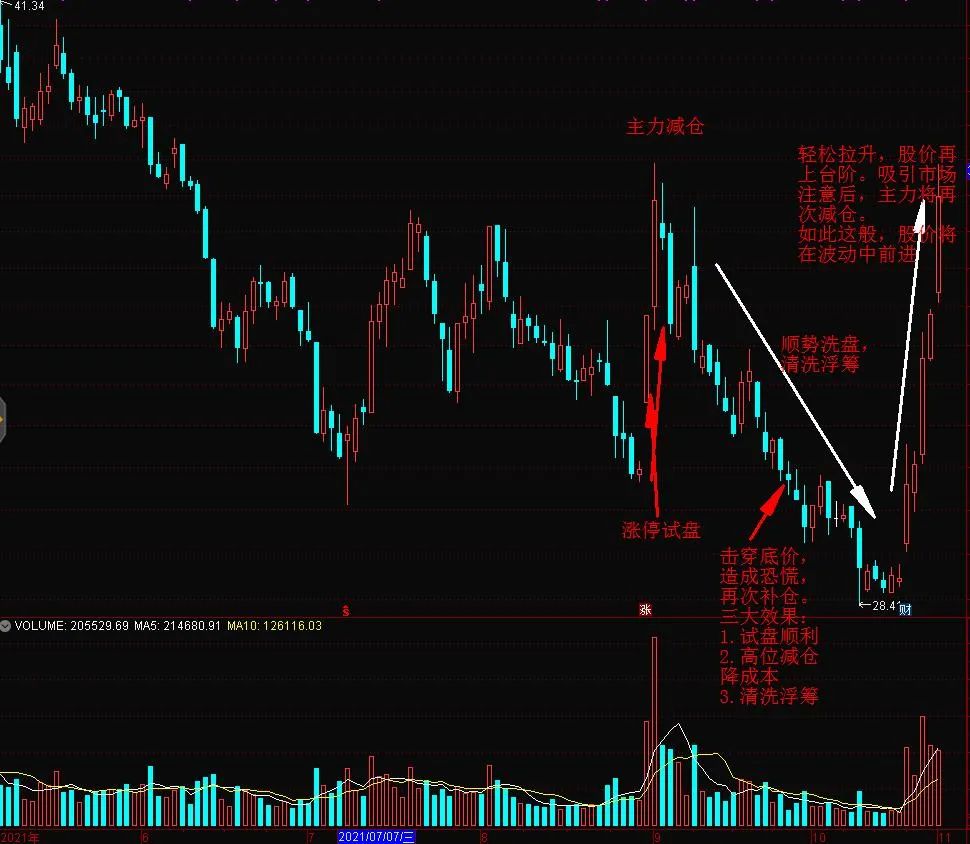 41.34
主力减仓
轻松拉升，股价再
上台阶。吸引市场
注意后，主力将再
次减仓。
如此这般，股价将
在波动中前进
顺势洗盘，
清洗浮筹
涨停试盘
击穿底价，
造成恐慌，
再次补仓。
三大效果：
1.试盘顺利
2.高位减仓
降成本
3.清洗浮筹
涨
←28.41
财
VOLUME: 205529.69 MA5: 214680.91 MA10: 126116.03
2021年
6
7
2021/07/07/三
8
9
10
11